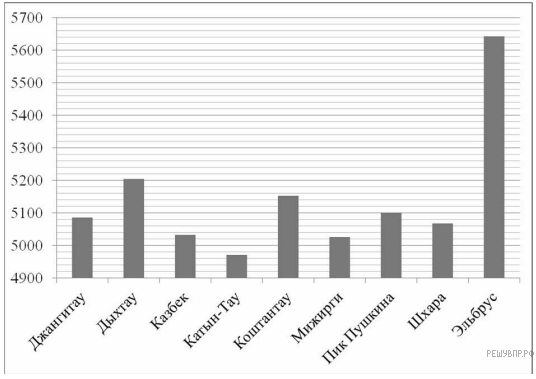 5700
5600
5500
5400
5300
5200
5100
5000
4900
Джангитау
Дыхтау
Казбек
Катын-Тау
Коштантау
Мижирги
Пик Пушкина
Шхара
Эльбрус
РЕШУВПР.РФ